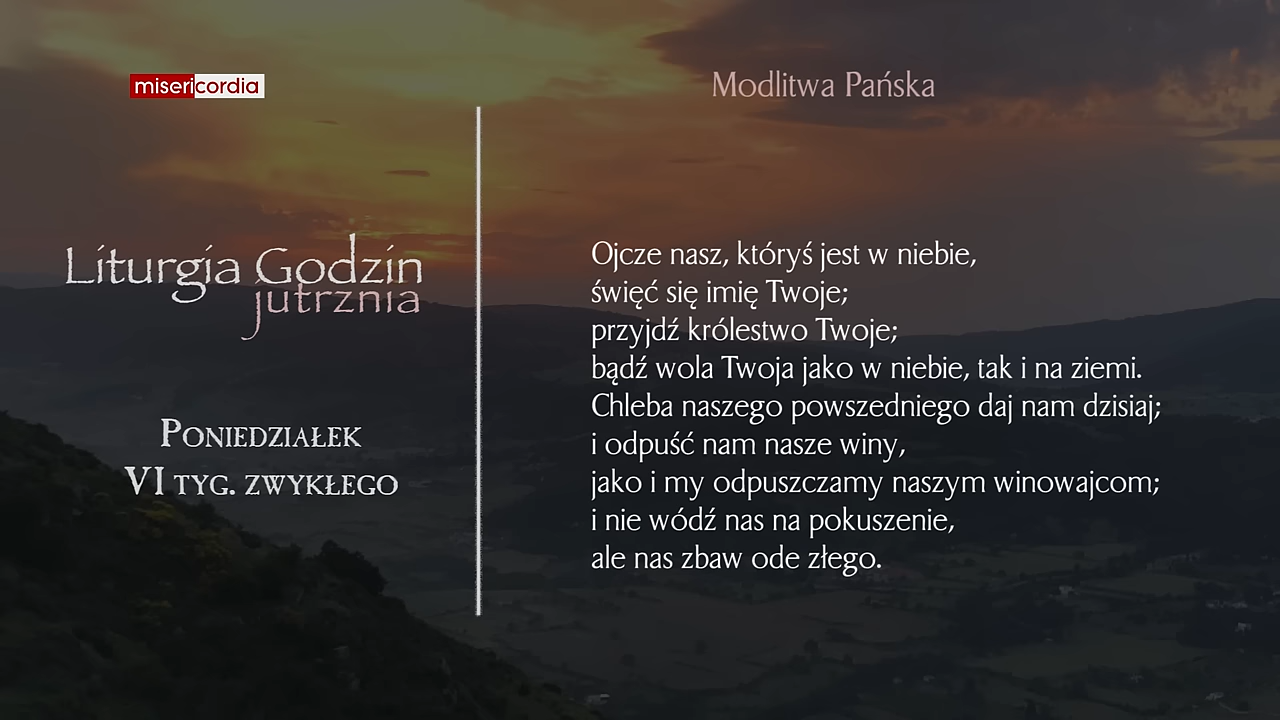 misericordia
Liturgia Godzin
jutrznia
Poniedziałek
VI tyg. zwykłego
Modlitwa Pańska
Ojcze nasz, któryś jest w niebie,
święć się imię Twoje;
przyjdź królestwo Twoje;
bądź wola Twoja jako w niebie, tak i na ziemi.
Chleba naszego powszedniego daj nam dzisiaj;
i odpuść nam nasze winy,
jako i my odpuszczamy naszym winowajcom;
i nie wódź nas na pokuszenie,
ale nas zbaw ode złego.